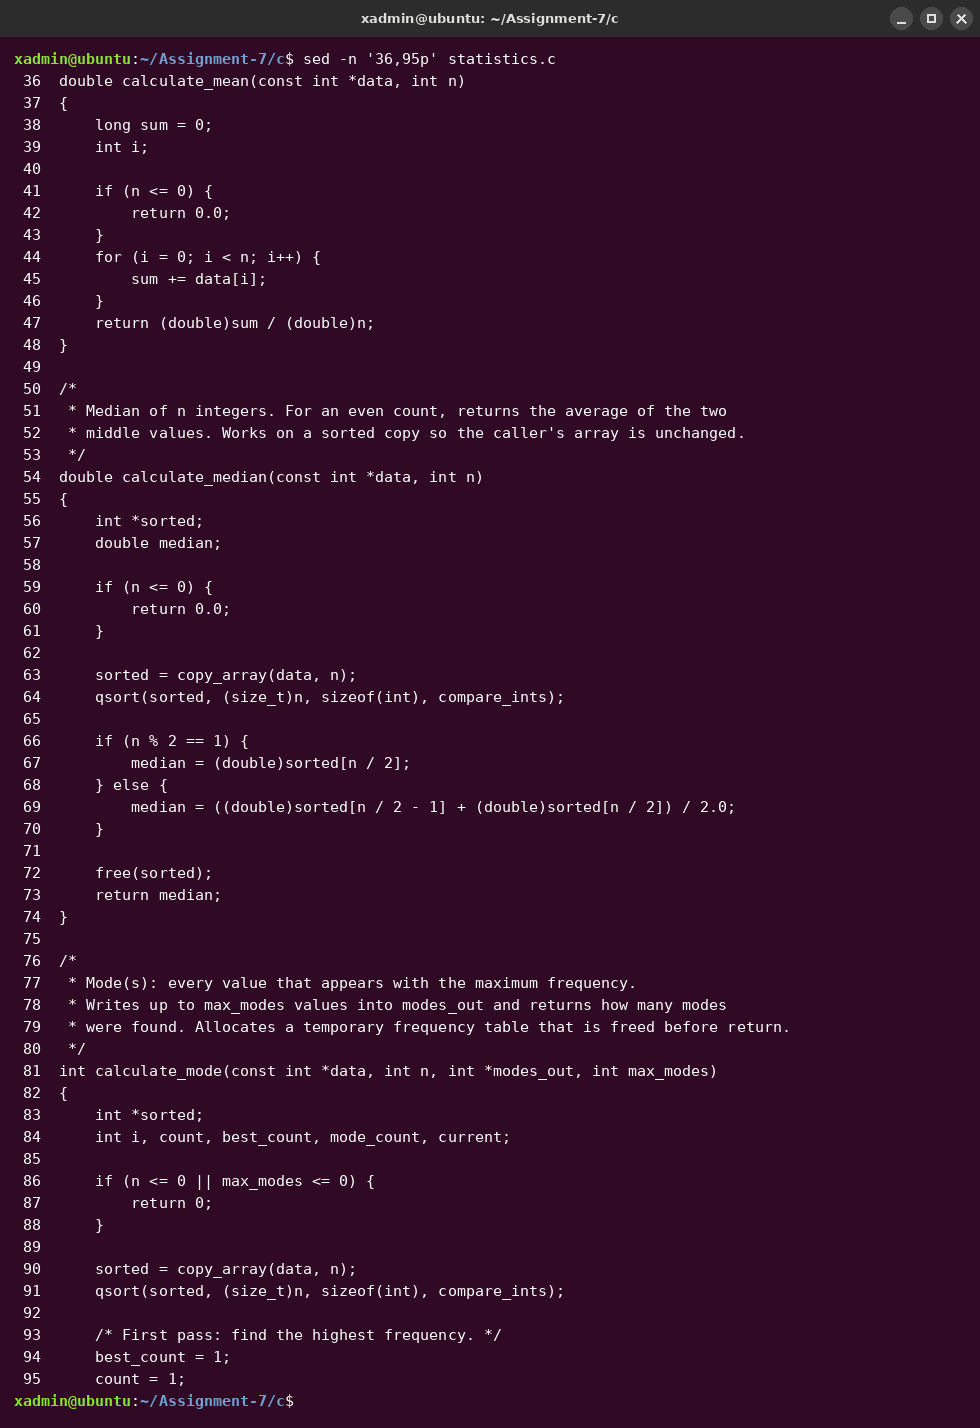 xadmin@ubuntu: ~/Assignment-7/c
xadmin@ubuntu:~/Assignment-7/c$ sed -n '36,95p' statistics.c
 36  double calculate_mean(const int *data, int n)
 37  {
 38      long sum = 0;
 39      int i;
 40
 41      if (n <= 0) {
 42          return 0.0;
 43      }
 44      for (i = 0; i < n; i++) {
 45          sum += data[i];
 46      }
 47      return (double)sum / (double)n;
 48  }
 49
 50  /*
 51   * Median of n integers. For an even count, returns the average of the two
 52   * middle values. Works on a sorted copy so the caller's array is unchanged.
 53   */
 54  double calculate_median(const int *data, int n)
 55  {
 56      int *sorted;
 57      double median;
 58
 59      if (n <= 0) {
 60          return 0.0;
 61      }
 62
 63      sorted = copy_array(data, n);
 64      qsort(sorted, (size_t)n, sizeof(int), compare_ints);
 65
 66      if (n % 2 == 1) {
 67          median = (double)sorted[n / 2];
 68      } else {
 69          median = ((double)sorted[n / 2 - 1] + (double)sorted[n / 2]) / 2.0;
 70      }
 71
 72      free(sorted);
 73      return median;
 74  }
 75
 76  /*
 77   * Mode(s): every value that appears with the maximum frequency.
 78   * Writes up to max_modes values into modes_out and returns how many modes
 79   * were found. Allocates a temporary frequency table that is freed before return.
 80   */
 81  int calculate_mode(const int *data, int n, int *modes_out, int max_modes)
 82  {
 83      int *sorted;
 84      int i, count, best_count, mode_count, current;
 85
 86      if (n <= 0 || max_modes <= 0) {
 87          return 0;
 88      }
 89
 90      sorted = copy_array(data, n);
 91      qsort(sorted, (size_t)n, sizeof(int), compare_ints);
 92
 93      /* First pass: find the highest frequency. */
 94      best_count = 1;
 95      count = 1;
xadmin@ubuntu:~/Assignment-7/c$